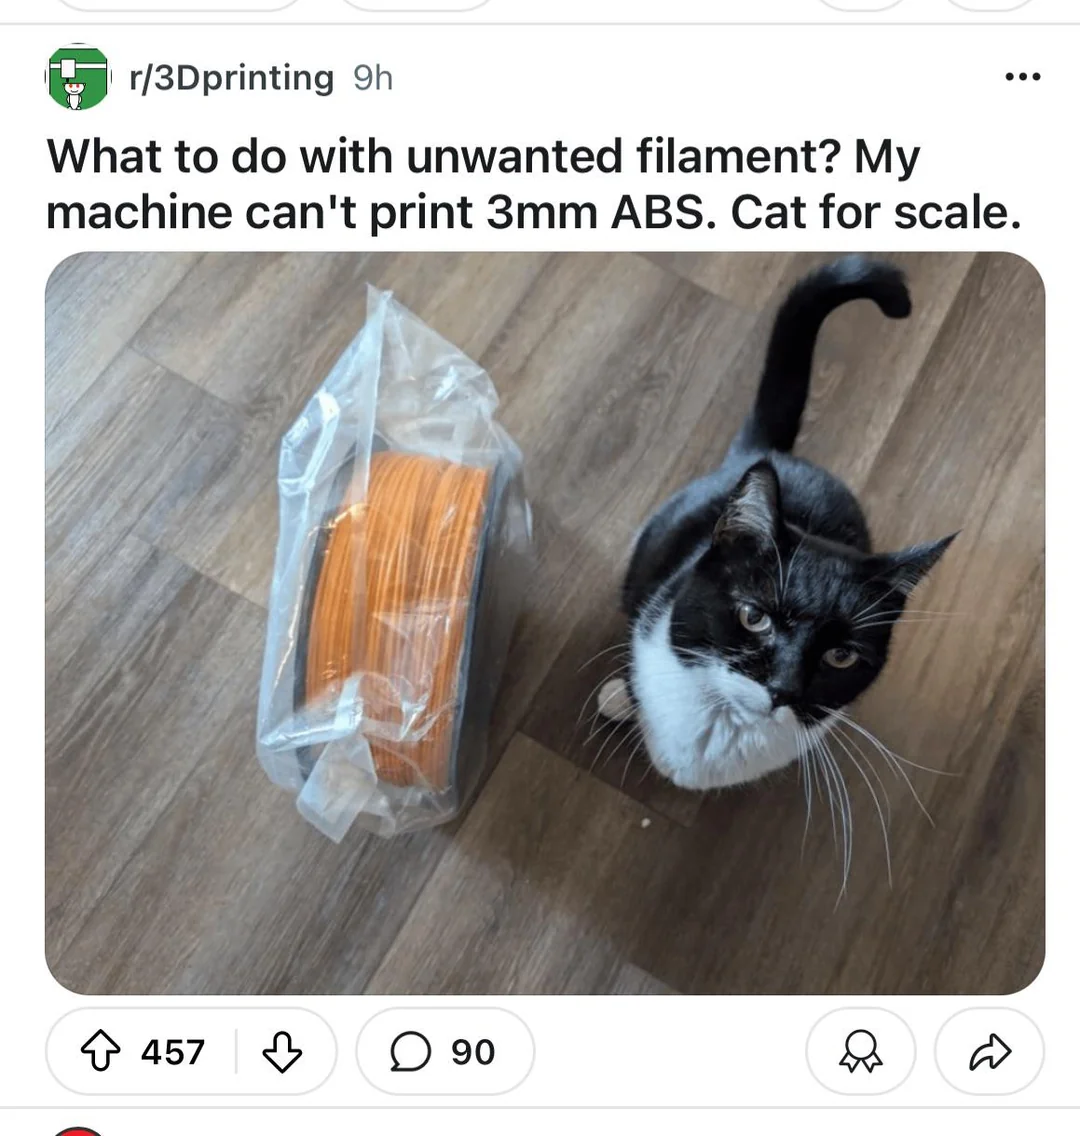 r/3Dprinting 9h
What to do with unwanted filament? My
machine can't print 3mm ABS. Cat for scale.
457
90